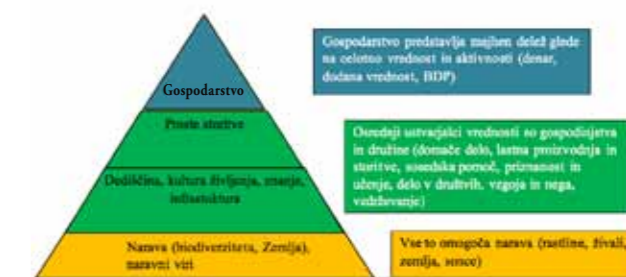 Gospodarstvo
Proste storitve
Dediščina, kultura življenja, znanje,
infrastuktura
Narava (biodiverziteta, Zemlja),
naravni viri
Gospodarstvo predstavlja majhen delež glede
na celotno vrednost in aktivnosti (denar,
dodana vrednost, BDP)
Osrednji ustvarjalci vrednosti so gospodinjstva
in družine (domače delo, lastna proizvodnja in
storitve, sosedska pomoč, priznanost in
učenje, delo v društvih, vzgoja in nega,
vzdrževanje)
Vse to omogoča narava (rastline, živali,
zemlja, sonce)